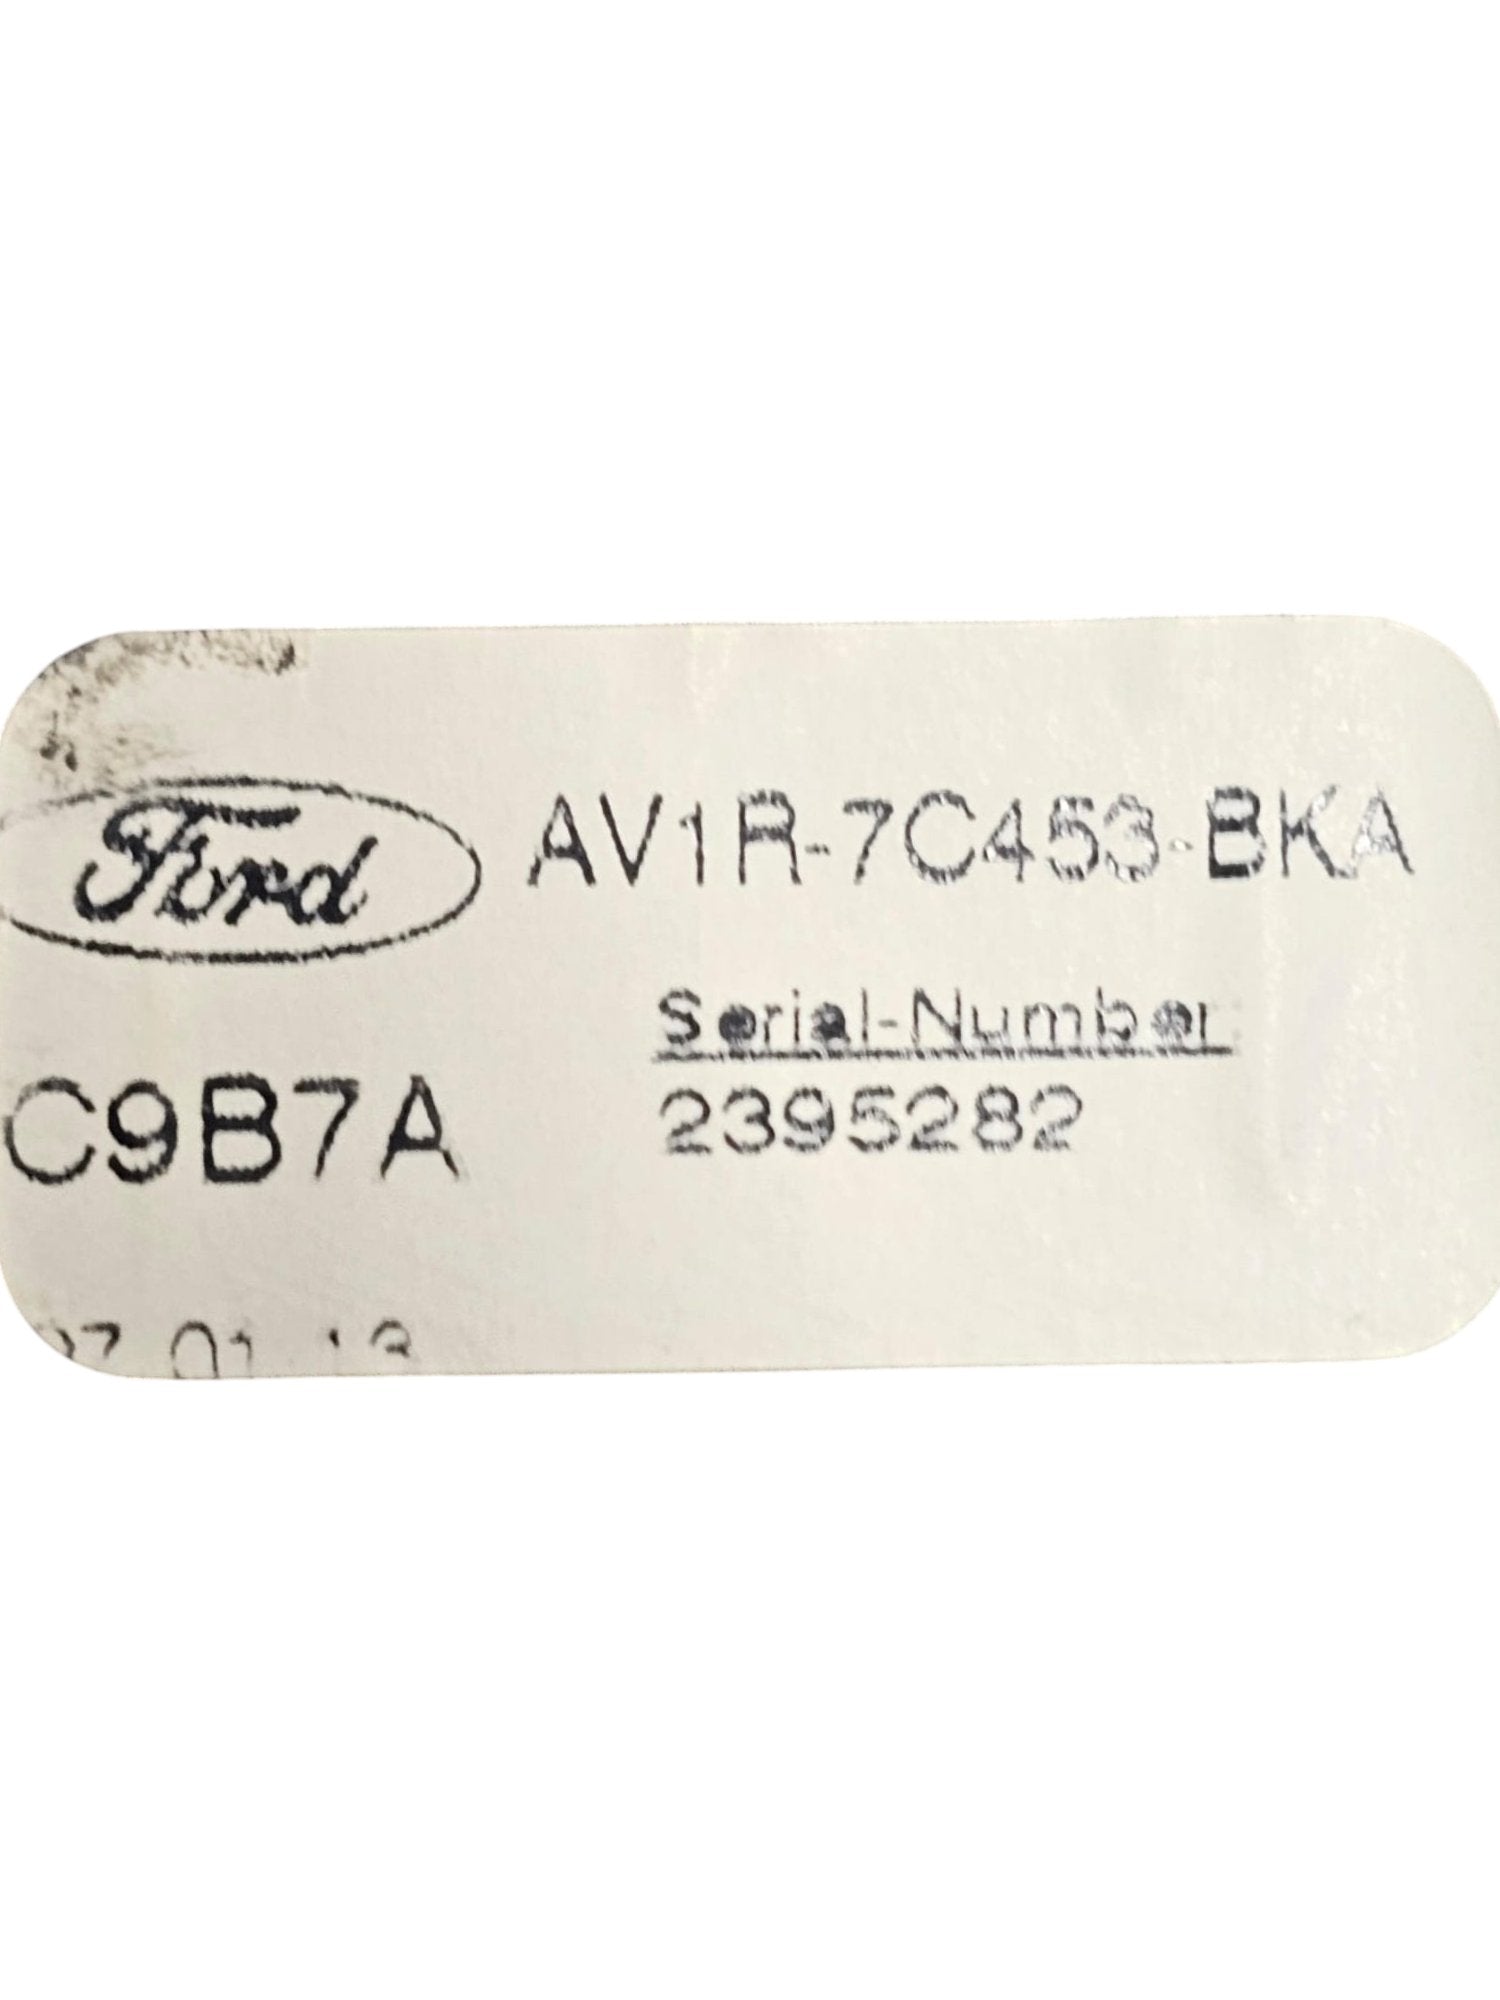 Ford AV1R-7C453-BKA
Serial-Number
C9B7A 2395282